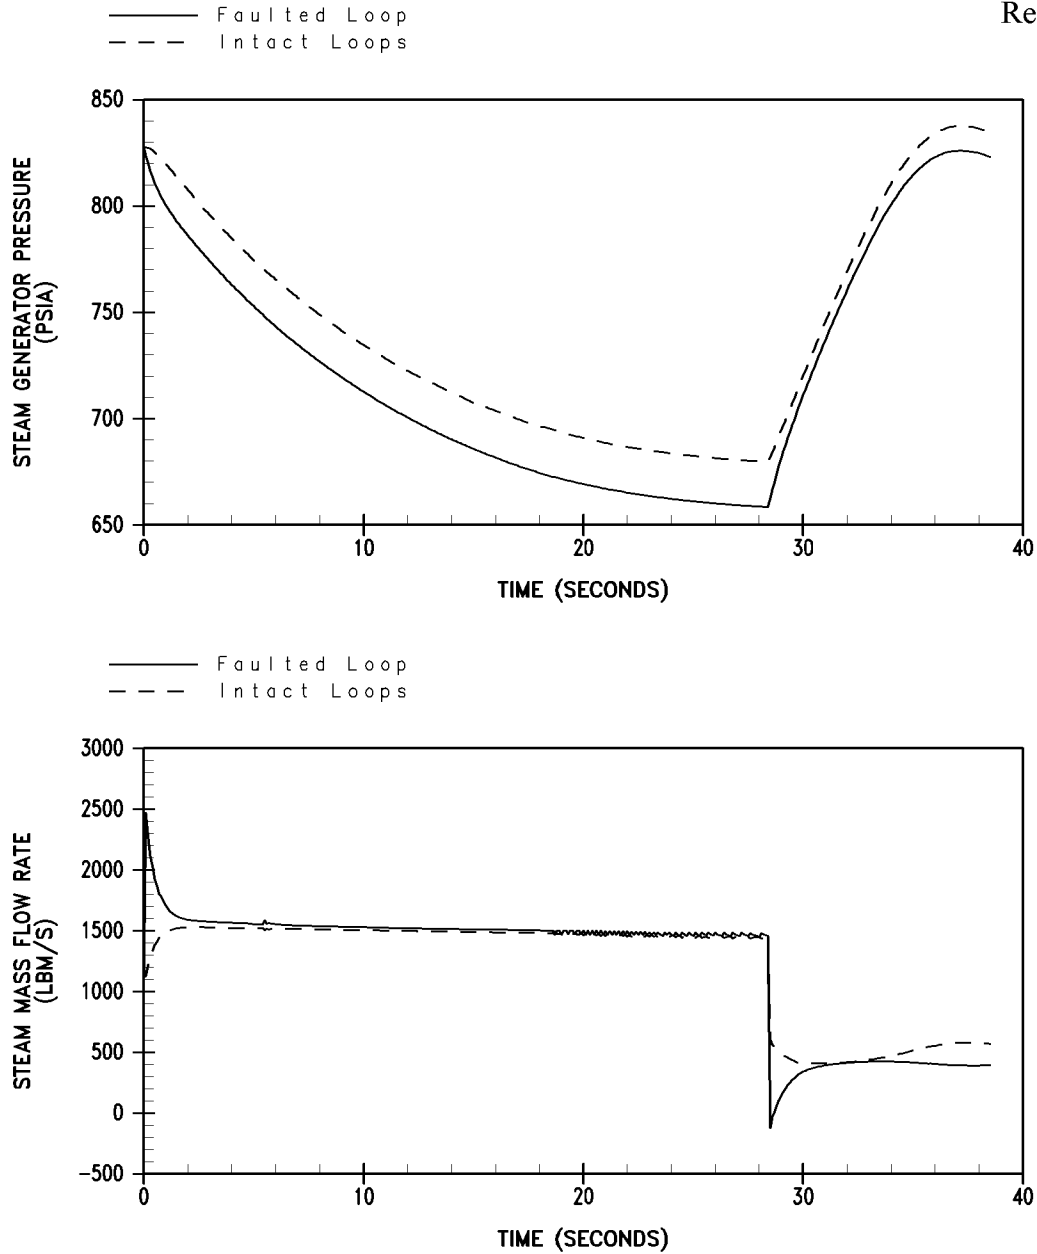 Re
Faulted Loop
Intact Loops
850
800
750
700
650
STEAM GENERATOR PRESSURE
(PSIA)
0 10 20 30 40
TIME (SECONDS)
Faulted Loop
Intact Loops
3000
2500
2000
1500
1000
500
0
-500
STEAM MASS FLOW RATE
(LBM/S)
0 10 20 30 40
TIME (SECONDS)